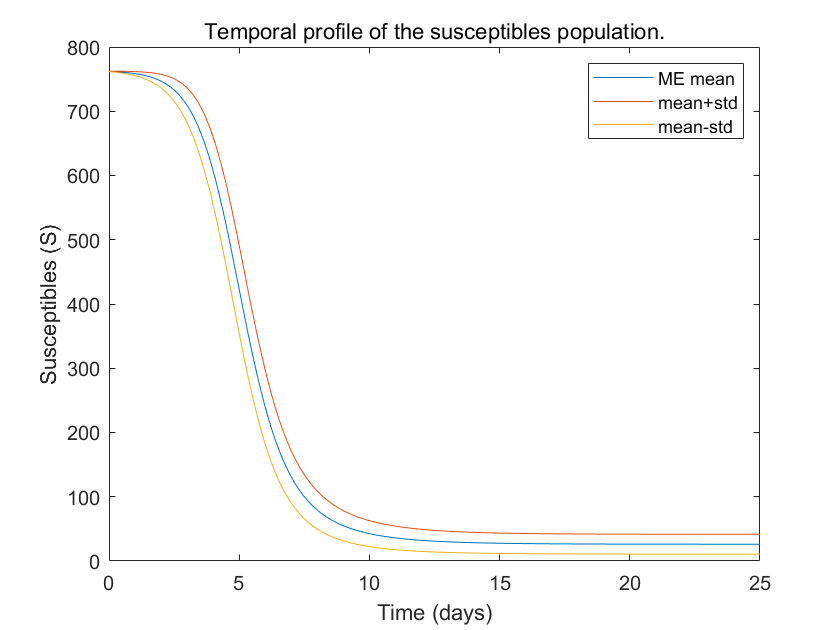 Temporal profile of the susceptibles population.
800
700
600
500
400
300
200
100
0
Susceptibles (S)
ME mean
mean+std
mean-std
0 5 10 15 20 25
Time (days)